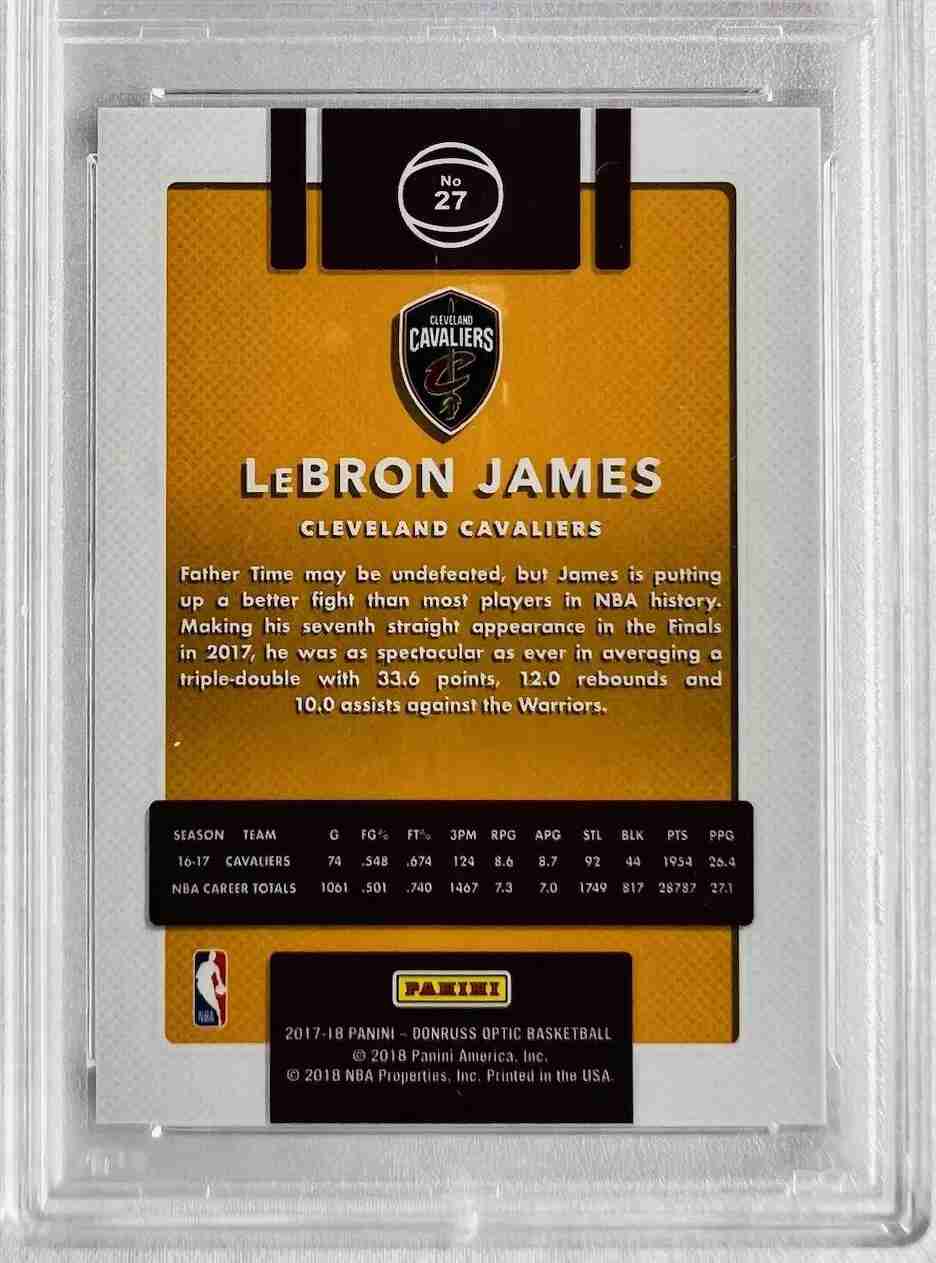 No
27
CLEVELAND
CAVALIERS
LeBRON JAMES
CLEVELAND CAVALIERS
Father Time may be undefeated, but James is putting
up a better fight than most players in NBA history.
Making his seventh straight appearance in the Finals
in 2017, he was as spectacular as ever in averaging a
triple-double with 33.6 points, 12.0 rebounds and
10.0 assists against the Warriors.
SEASON TEAM G FG% FT% 3PM RPG APG STL BLK PTS PPG
16-17 CAVALIERS 74 .548 .674 124 8.6 8.7 92 44 1954 26.4
NBA CAREER TOTALS 1061 .501 .740 1467 7.3 7.0 1749 817 28787 27.1
NBA
PANINI
2017-18 PANINI – DONRUSS OPTIC BASKETBALL
© 2018 Panini America, Inc.
© 2018 NBA Properties, Inc. Printed in the USA.